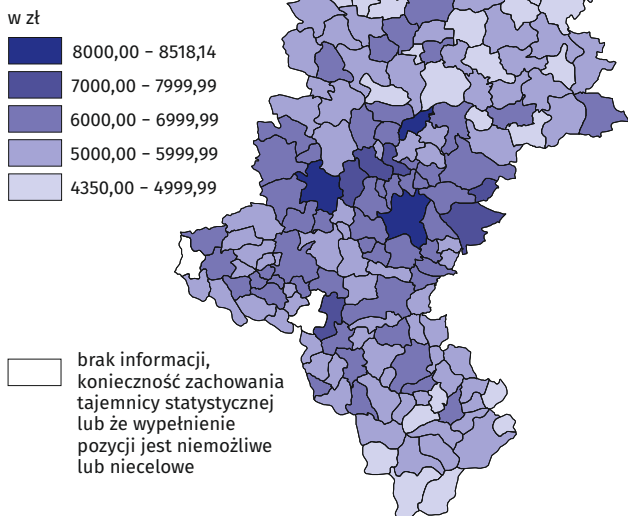 w zł
8000,00 – 8518,14
7000,00 – 7999,99
6000,00 – 6999,99
5000,00 – 5999,99
4350,00 – 4999,99
brak informacji,
konieczność zachowania
tajemnicy statystycznej
lub że wypełnienie
pozycji jest niemożliwe
lub niecelowe